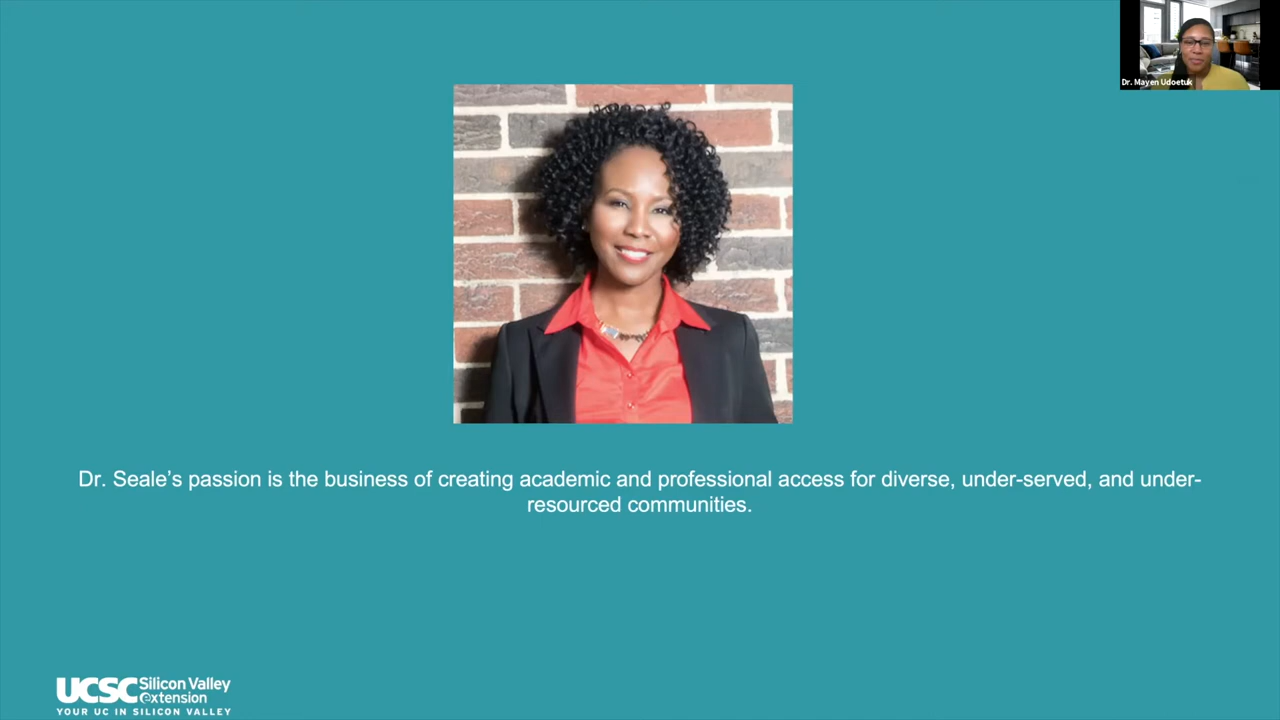 Dr. Mayen Udoetuk
Dr. Seale's passion is the business of creating academic and professional access for diverse, under-served, and under-
resourced communities.
UCSC Silicon Valley
extension
YOUR UC IN SILICON VALLEY